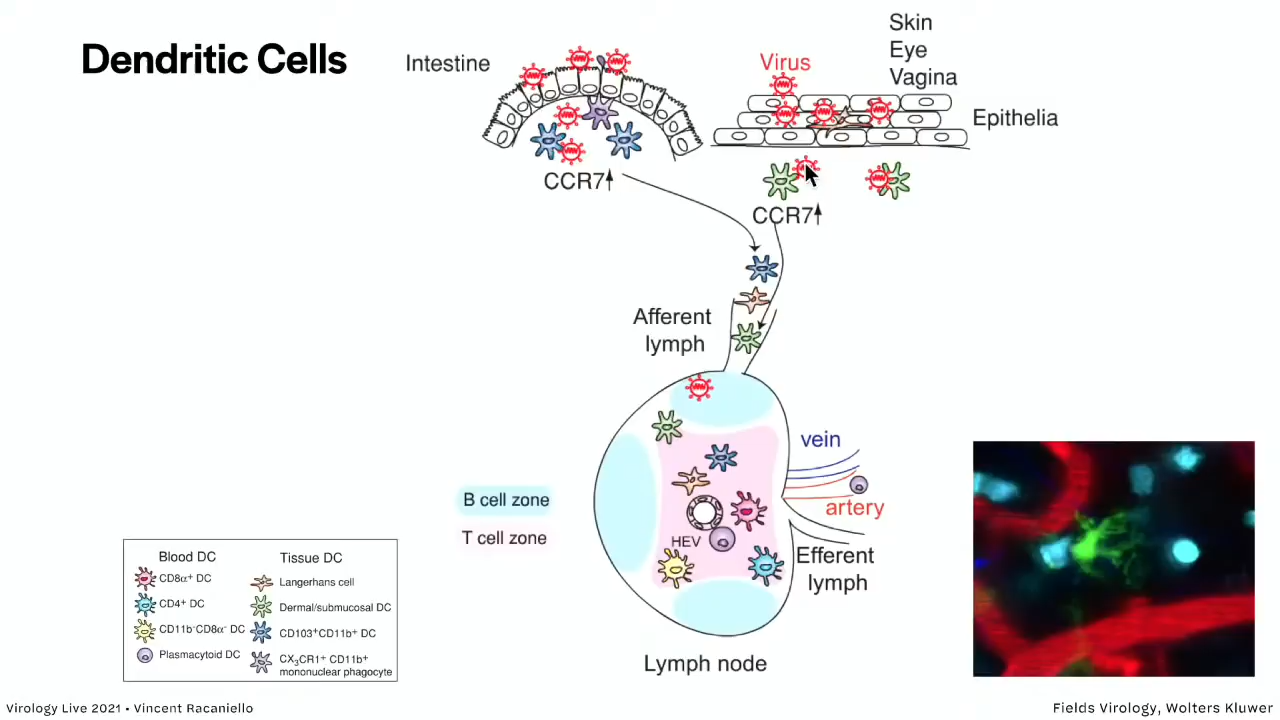 Dendritic Cells
Intestine
Virus
Skin
Eye
Vagina
Epithelia
CCR7
CCR7
Afferent
lymph
vein
artery
B cell zone
T cell zone
HEV
Efferent
lymph
Lymph node
Blood DC
CD8α⁺ DC
CD4⁺ DC
CD11b⁻CD8α⁻ DC
Plasmacytoid DC
Tissue DC
Langerhans cell
Dermal/submucosal DC
CD103⁺CD11b⁺ DC
CX₃CR1⁺ CD11b⁺
mononuclear phagocyte
Virology Live 2021 • Vincent Racaniello
Fields Virology, Wolters Kluwer